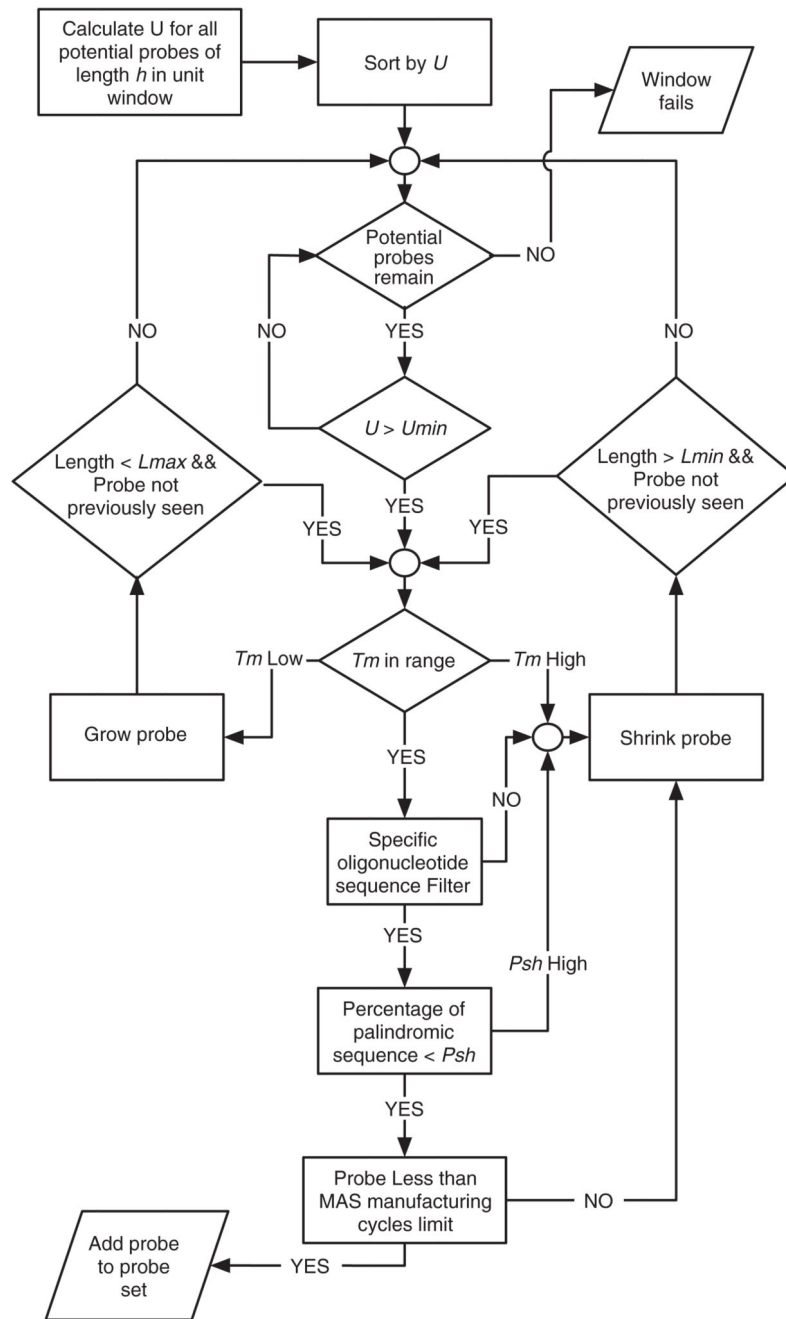 Calculate U for all
potential probes of
length h in unit
window
Sort by U
Window
fails
Potential
probes
remain
NO
NO
NO
YES
NO
Length < Lmax &&
Probe not
previously seen
U > Umin
Length > Lmin &&
Probe not
previously seen
YES
YES
YES
Tm Low
Tm in range
Tm High
Grow probe
Shrink probe
YES
NO
Specific
oligonucleotide
sequence Filter
YES
Psh High
Percentage of
palindromic
sequence < Psh
YES
Probe Less than
MAS manufacturing
cycles limit
NO
Add probe
to probe
set
YES